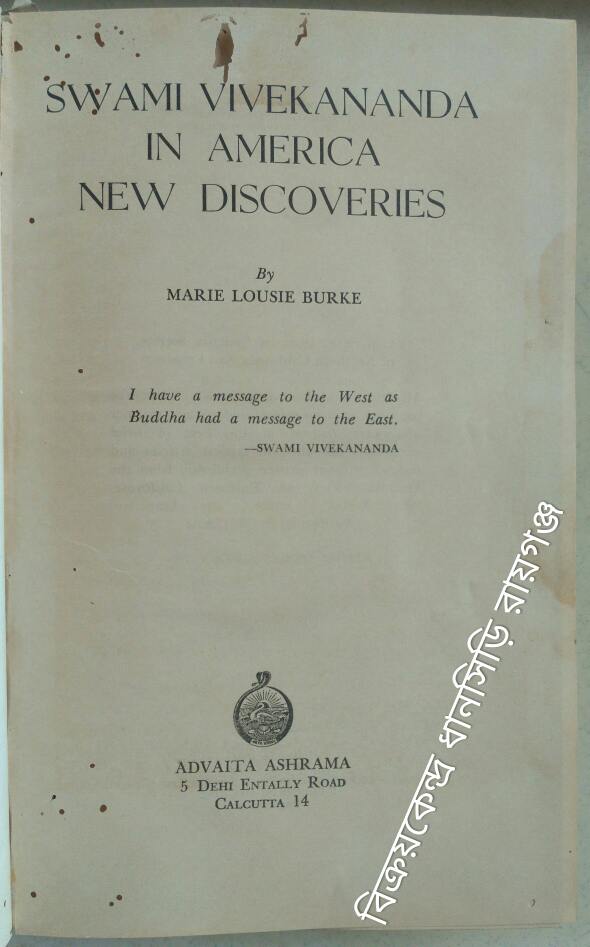 SWAMI VIVEKANANDA
IN AMERICA
NEW DISCOVERIES
By
MARIE LOUSIE BURKE
I have a message to the West as
Buddha had a message to the East.
—SWAMI VIVEKANANDA
ADVAITA ASHRAMA
5 DEHI ENTALLY ROAD
CALCUTTA 14
বিক্রয়কেন্দ্র ধানসিড়ি রায়গঞ্জ